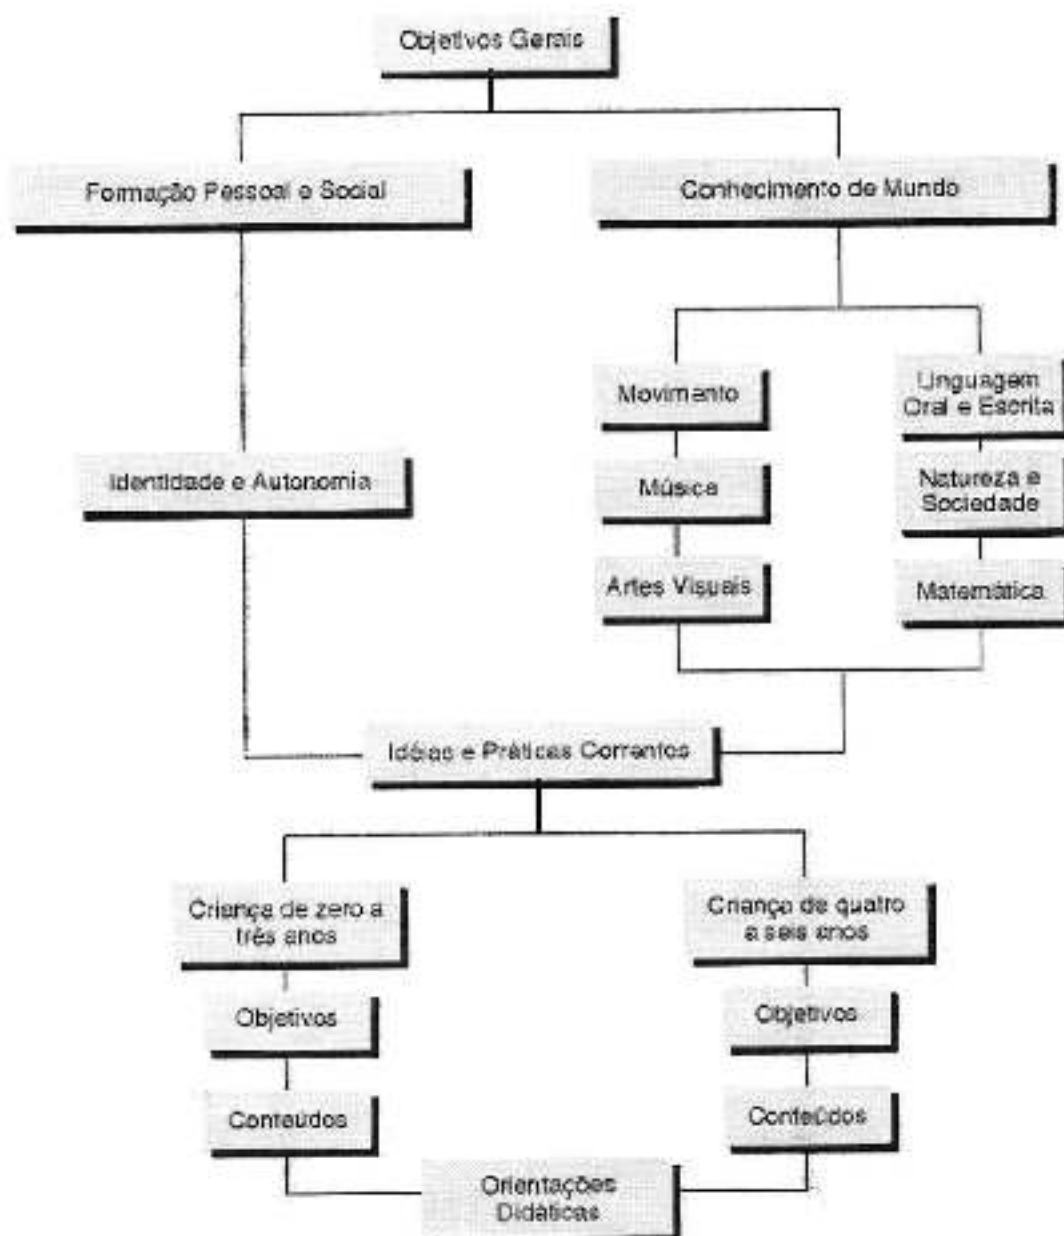 Objetivos Gerais
Formação Pessoal e Social
Conhecimento de Mundo
Movimento
Linguagem
Oral e Escrita
Identidade e Autonomia
Música
Natureza e
Sociedade
Artes Visuais
Matemática
Idéias e Práticas Correntes
Criança de zero a
três anos
Criança de quatro
a seis anos
Objetivos
Objetivos
Conteúdos
Conteúdos
Orientações
Didáticas